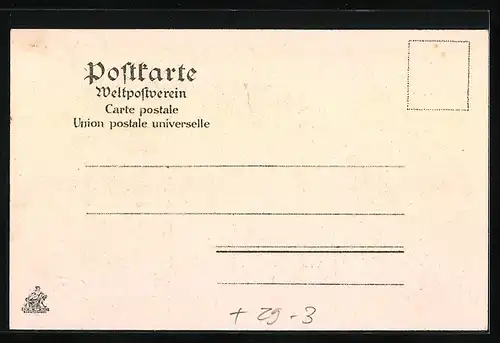 Postkarte
Weltpostverein
Carte postale
Union postale universelle
+ 29-3